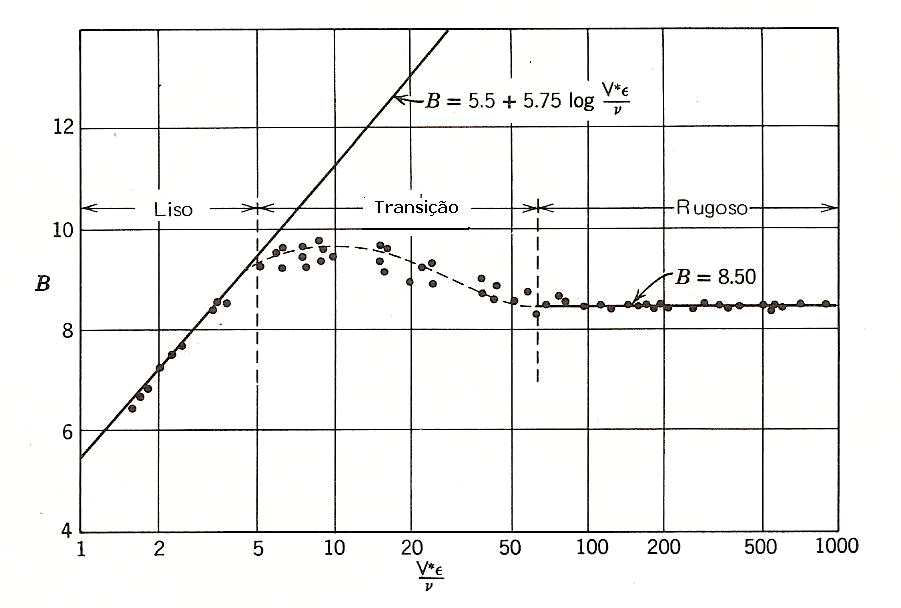 B = 5.5 + 5.75 log V*ϵ/ν
12
Liso
Transição
Rugoso
10
B
B = 8.50
8
6
4
1 2 5 10 20 50 100 200 500 1000
V*ϵ/ν